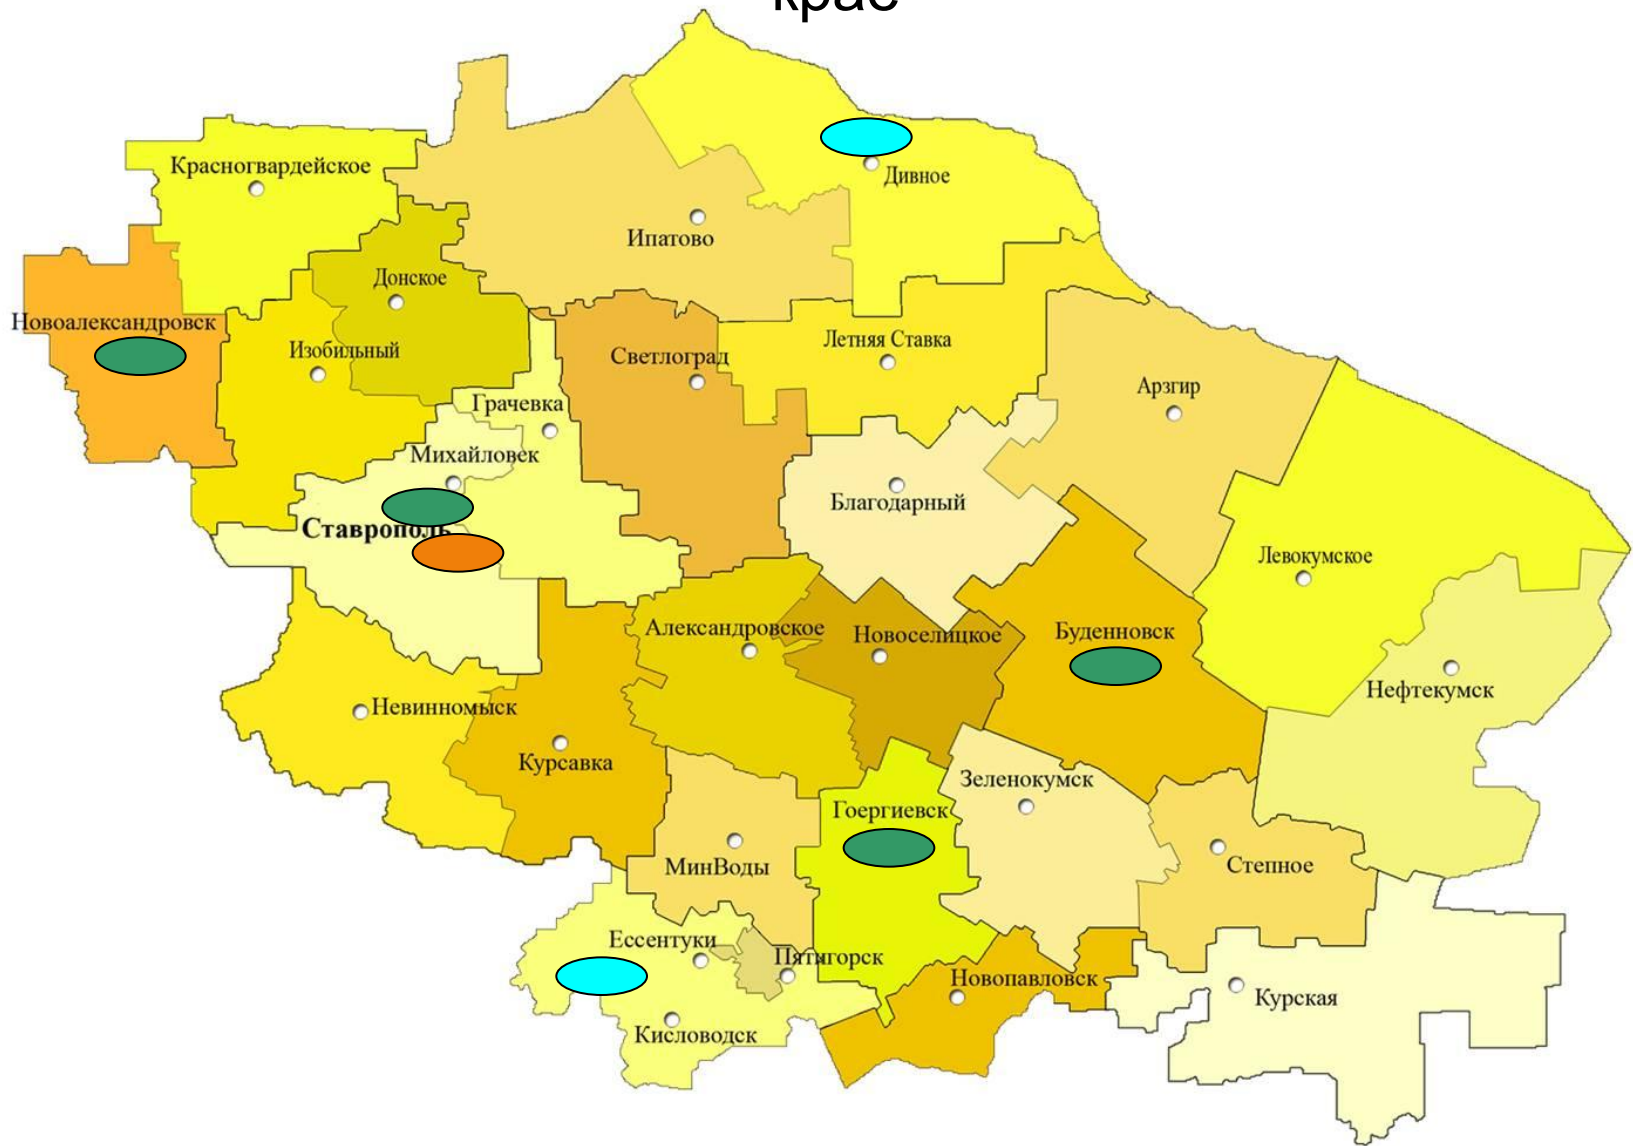 крас
Красногвардейское
Дивное
Ипатово
Донское
Новоалександровск
Изобильный
Светлоград
Летняя Ставка
Арзгир
Грачевка
Михайловск
Благодарный
Ставрополь
Левокумское
Александровское
Новоселицкое
Буденновск
Нефтекумск
Невинномыск
Курсавка
Зеленокумск
Гоергиевск
МинВоды
Степное
Ессентуки
Пятигорск
Новопавловск
Курская
Кисловодск